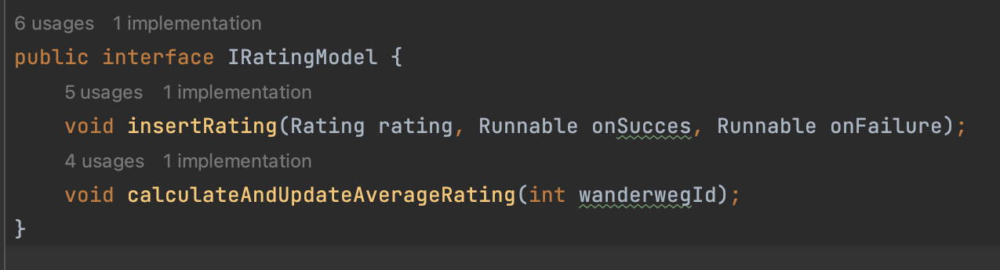 6 usages 1 implementation
public interface IRatingModel {
5 usages 1 implementation
void insertRating(Rating rating, Runnable onSucces, Runnable onFailure);
4 usages 1 implementation
void calculateAndUpdateAverageRating(int wanderwegId);
}